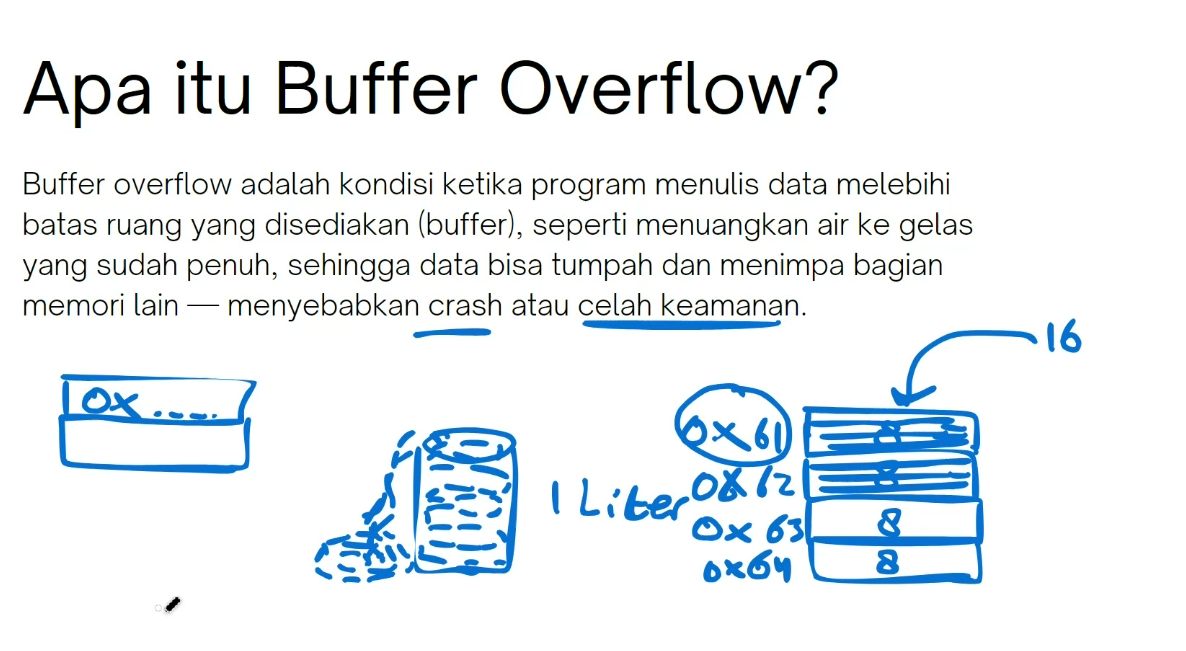 Apa itu Buffer Overflow?
Buffer overflow adalah kondisi ketika program menulis data melebihi
batas ruang yang disediakan (buffer), seperti menuangkan air ke gelas
yang sudah penuh, sehingga data bisa tumpah dan menimpa bagian
memori lain — menyebabkan crash atau celah keamanan.
16
0x....
0x61 8
1 Liter
0x62 8
0x63 8
0x64 8